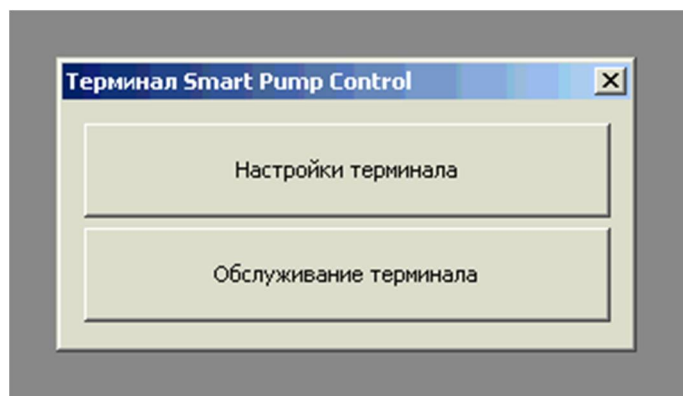 Терминал Smart Pump Control
Настройки терминала
Обслуживание терминала